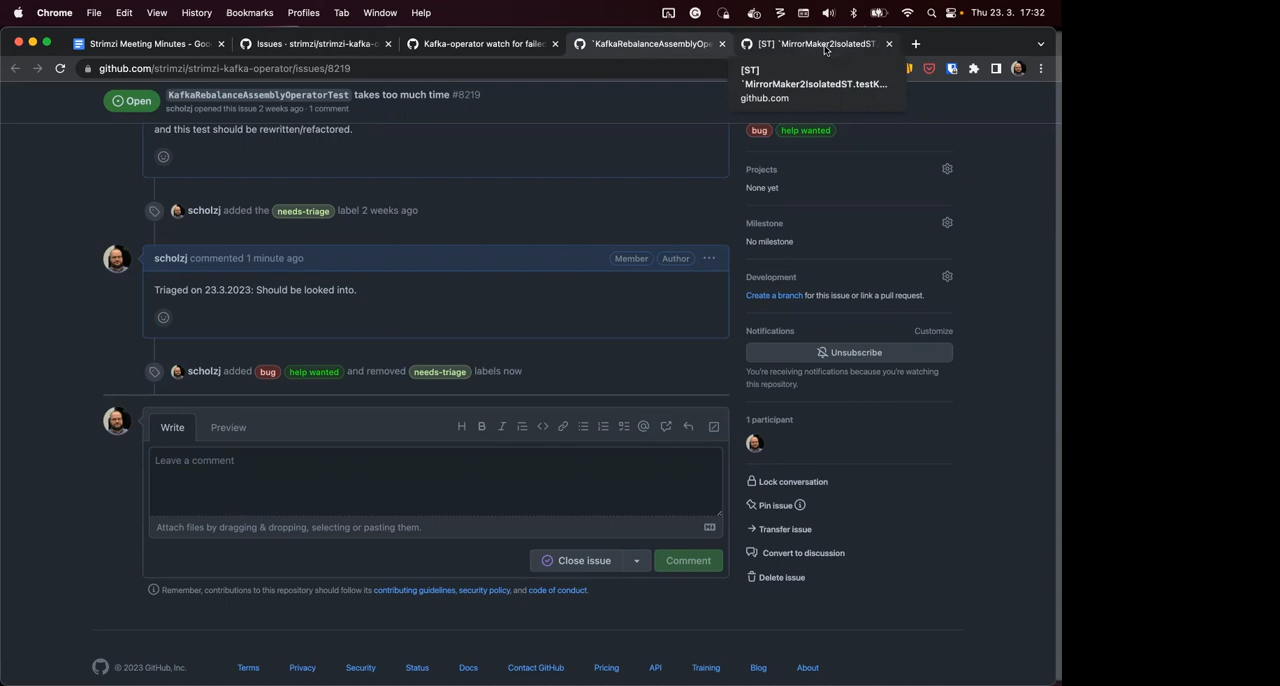 Chrome File Edit View History Bookmarks Profiles Tab Window Help Thu 23. 3. 17:32
Strimzi Meeting Minutes - Goo Issues · strimzi/strimzi-kafka-o Kafka-operator watch for failed `KafkaRebalanceAssemblyOpe [ST] `MirrorMaker2IsolatedST.
github.com/strimzi/strimzi-kafka-operator/issues/8219
[ST]
`MirrorMaker2IsolatedST.testK...
github.com
Open KafkaRebalanceAssemblyOperatorTest takes too much time #8219
scholzj opened this issue 2 weeks ago · 1 comment
and this test should be rewritten/refactored.
bug help wanted
Projects
None yet
scholzj added the needs-triage label 2 weeks ago
Milestone
No milestone
scholzj commented 1 minute ago Member Author
Triaged on 23.3.2023: Should be looked into.
Development
Create a branch for this issue or link a pull request.
Notifications Customize
Unsubscribe
You're receiving notifications because you're watching
this repository.
scholzj added bug help wanted and removed needs-triage labels now
1 participant
Write Preview
Leave a comment
Attach files by dragging & dropping, selecting or pasting them.
Close issue Comment
Remember, contributions to this repository should follow its contributing guidelines, security policy, and code of conduct.
Lock conversation
Pin issue
Transfer issue
Convert to discussion
Delete issue
© 2023 GitHub, Inc. Terms Privacy Security Status Docs Contact GitHub Pricing API Training Blog About